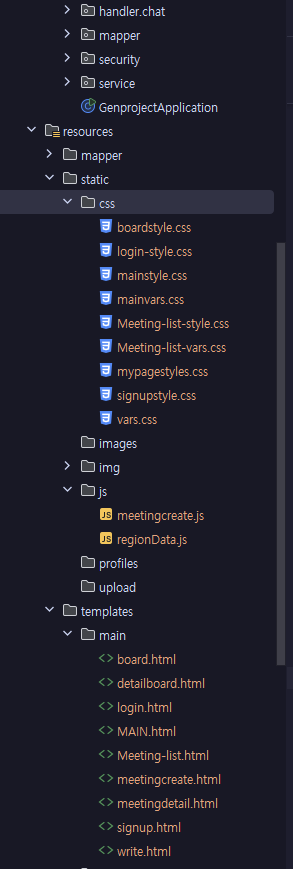 handler.chat
mapper
security
service
GenprojectApplication
resources
mapper
static
css
boardstyle.css
login-style.css
mainstyle.css
mainvars.css
Meeting-list-style.css
Meeting-list-vars.css
mypagestyles.css
signupstyle.css
vars.css
images
img
js
JS meetingcreate.js
JS regionData.js
profiles
upload
templates
main
<> board.html
<> detailboard.html
<> login.html
<> MAIN.html
<> Meeting-list.html
<> meetingcreate.html
<> meetingdetail.html
<> signup.html
<> write.html